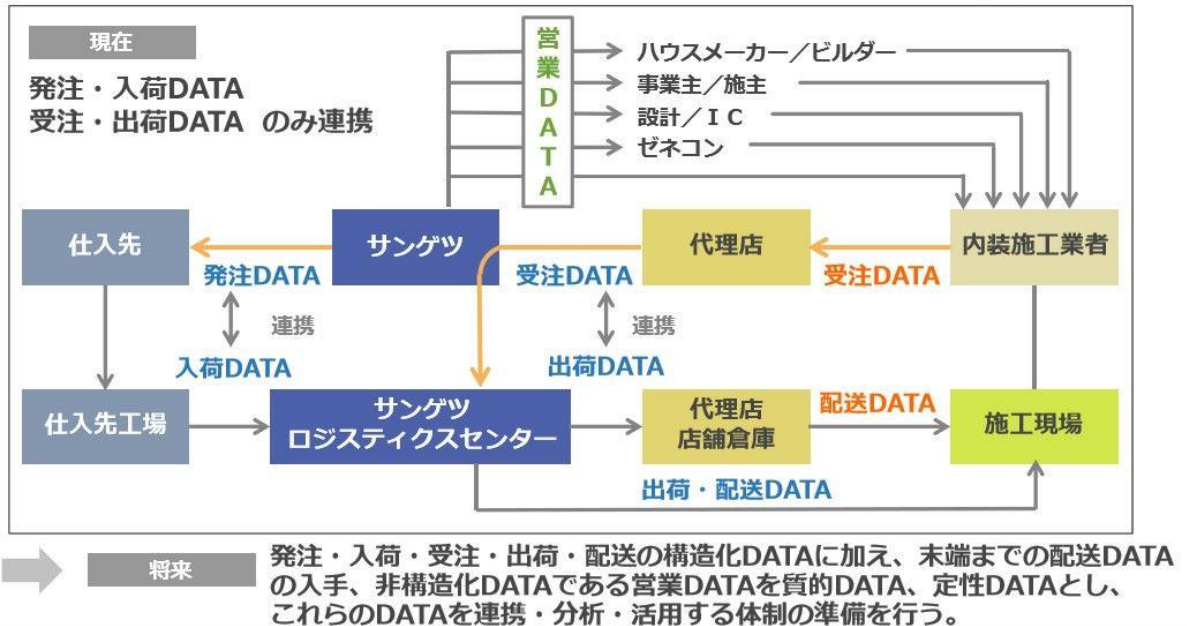 現在
発注・入荷DATA
受注・出荷DATA のみ連携
営業DATA
ハウスメーカー／ビルダー
事業主／施主
設計／ＩＣ
ゼネコン
仕入先
サンゲツ
代理店
内装施工業者
発注DATA
受注DATA
受注DATA
連携
連携
入荷DATA
出荷DATA
仕入先工場
サンゲツ
ロジスティクスセンター
代理店
店舗倉庫
配送DATA
施工現場
出荷・配送DATA
将来
発注・入荷・受注・出荷・配送の構造化DATAに加え、末端までの配送DATA
の入手、非構造化DATAである営業DATAを質的DATA、定性DATAとし、
これらのDATAを連携・分析・活用する体制の準備を行う。